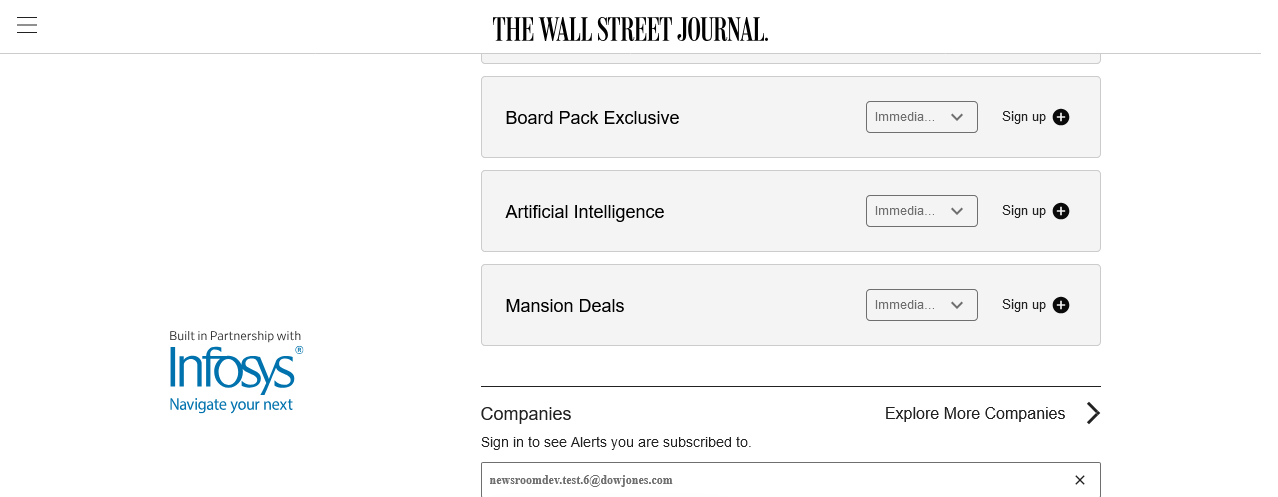 THE WALL STREET JOURNAL.
Board Pack Exclusive
Immedia...
Sign up
Artificial Intelligence
Immedia...
Sign up
Mansion Deals
Immedia...
Sign up
Built in Partnership with
Infosys®
Navigate your next
Companies
Explore More Companies
Sign in to see Alerts you are subscribed to.
newsroomdev.test.6@dowjones.com